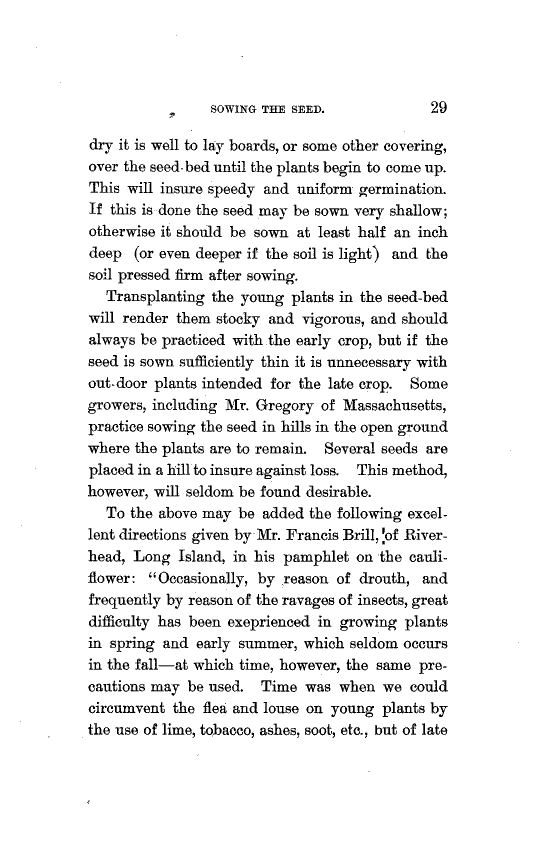 SOWING THE SEED. 29
dry it is well to lay boards, or some other covering,
over the seed-bed until the plants begin to come up.
This will insure speedy and uniform germination.
If this is done the seed may be sown very shallow;
otherwise it should be sown at least half an inch
deep (or even deeper if the soil is light) and the
soil pressed firm after sowing.
Transplanting the young plants in the seed-bed
will render them stocky and vigorous, and should
always be practiced with the early crop, but if the
seed is sown sufficiently thin it is unnecessary with
out-door plants intended for the late crop. Some
growers, including Mr. Gregory of Massachusetts,
practice sowing the seed in hills in the open ground
where the plants are to remain. Several seeds are
placed in a hill to insure against loss. This method,
however, will seldom be found desirable.
To the above may be added the following excel-
lent directions given by Mr. Francis Brill, of River-
head, Long Island, in his pamphlet on the cauli-
flower: "Occasionally, by reason of drouth, and
frequently by reason of the ravages of insects, great
difficulty has been exeprienced in growing plants
in spring and early summer, which seldom occurs
in the fall—at which time, however, the same pre-
cautions may be used. Time was when we could
circumvent the flea and louse on young plants by
the use of lime, tobacco, ashes, soot, etc., but of late